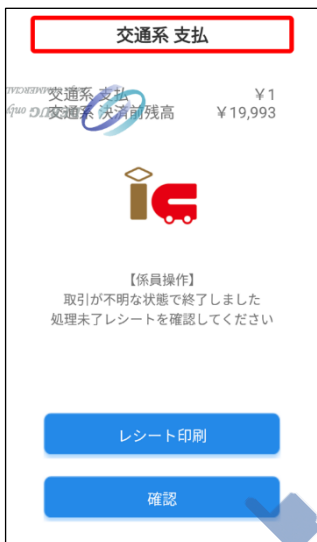 交通系 支払
交通系 支払 ¥1
交通系 決済前残高 ¥19,993
【係員操作】
取引が不明な状態で終了しました
処理未了レシートを確認してください
レシート印刷
確認